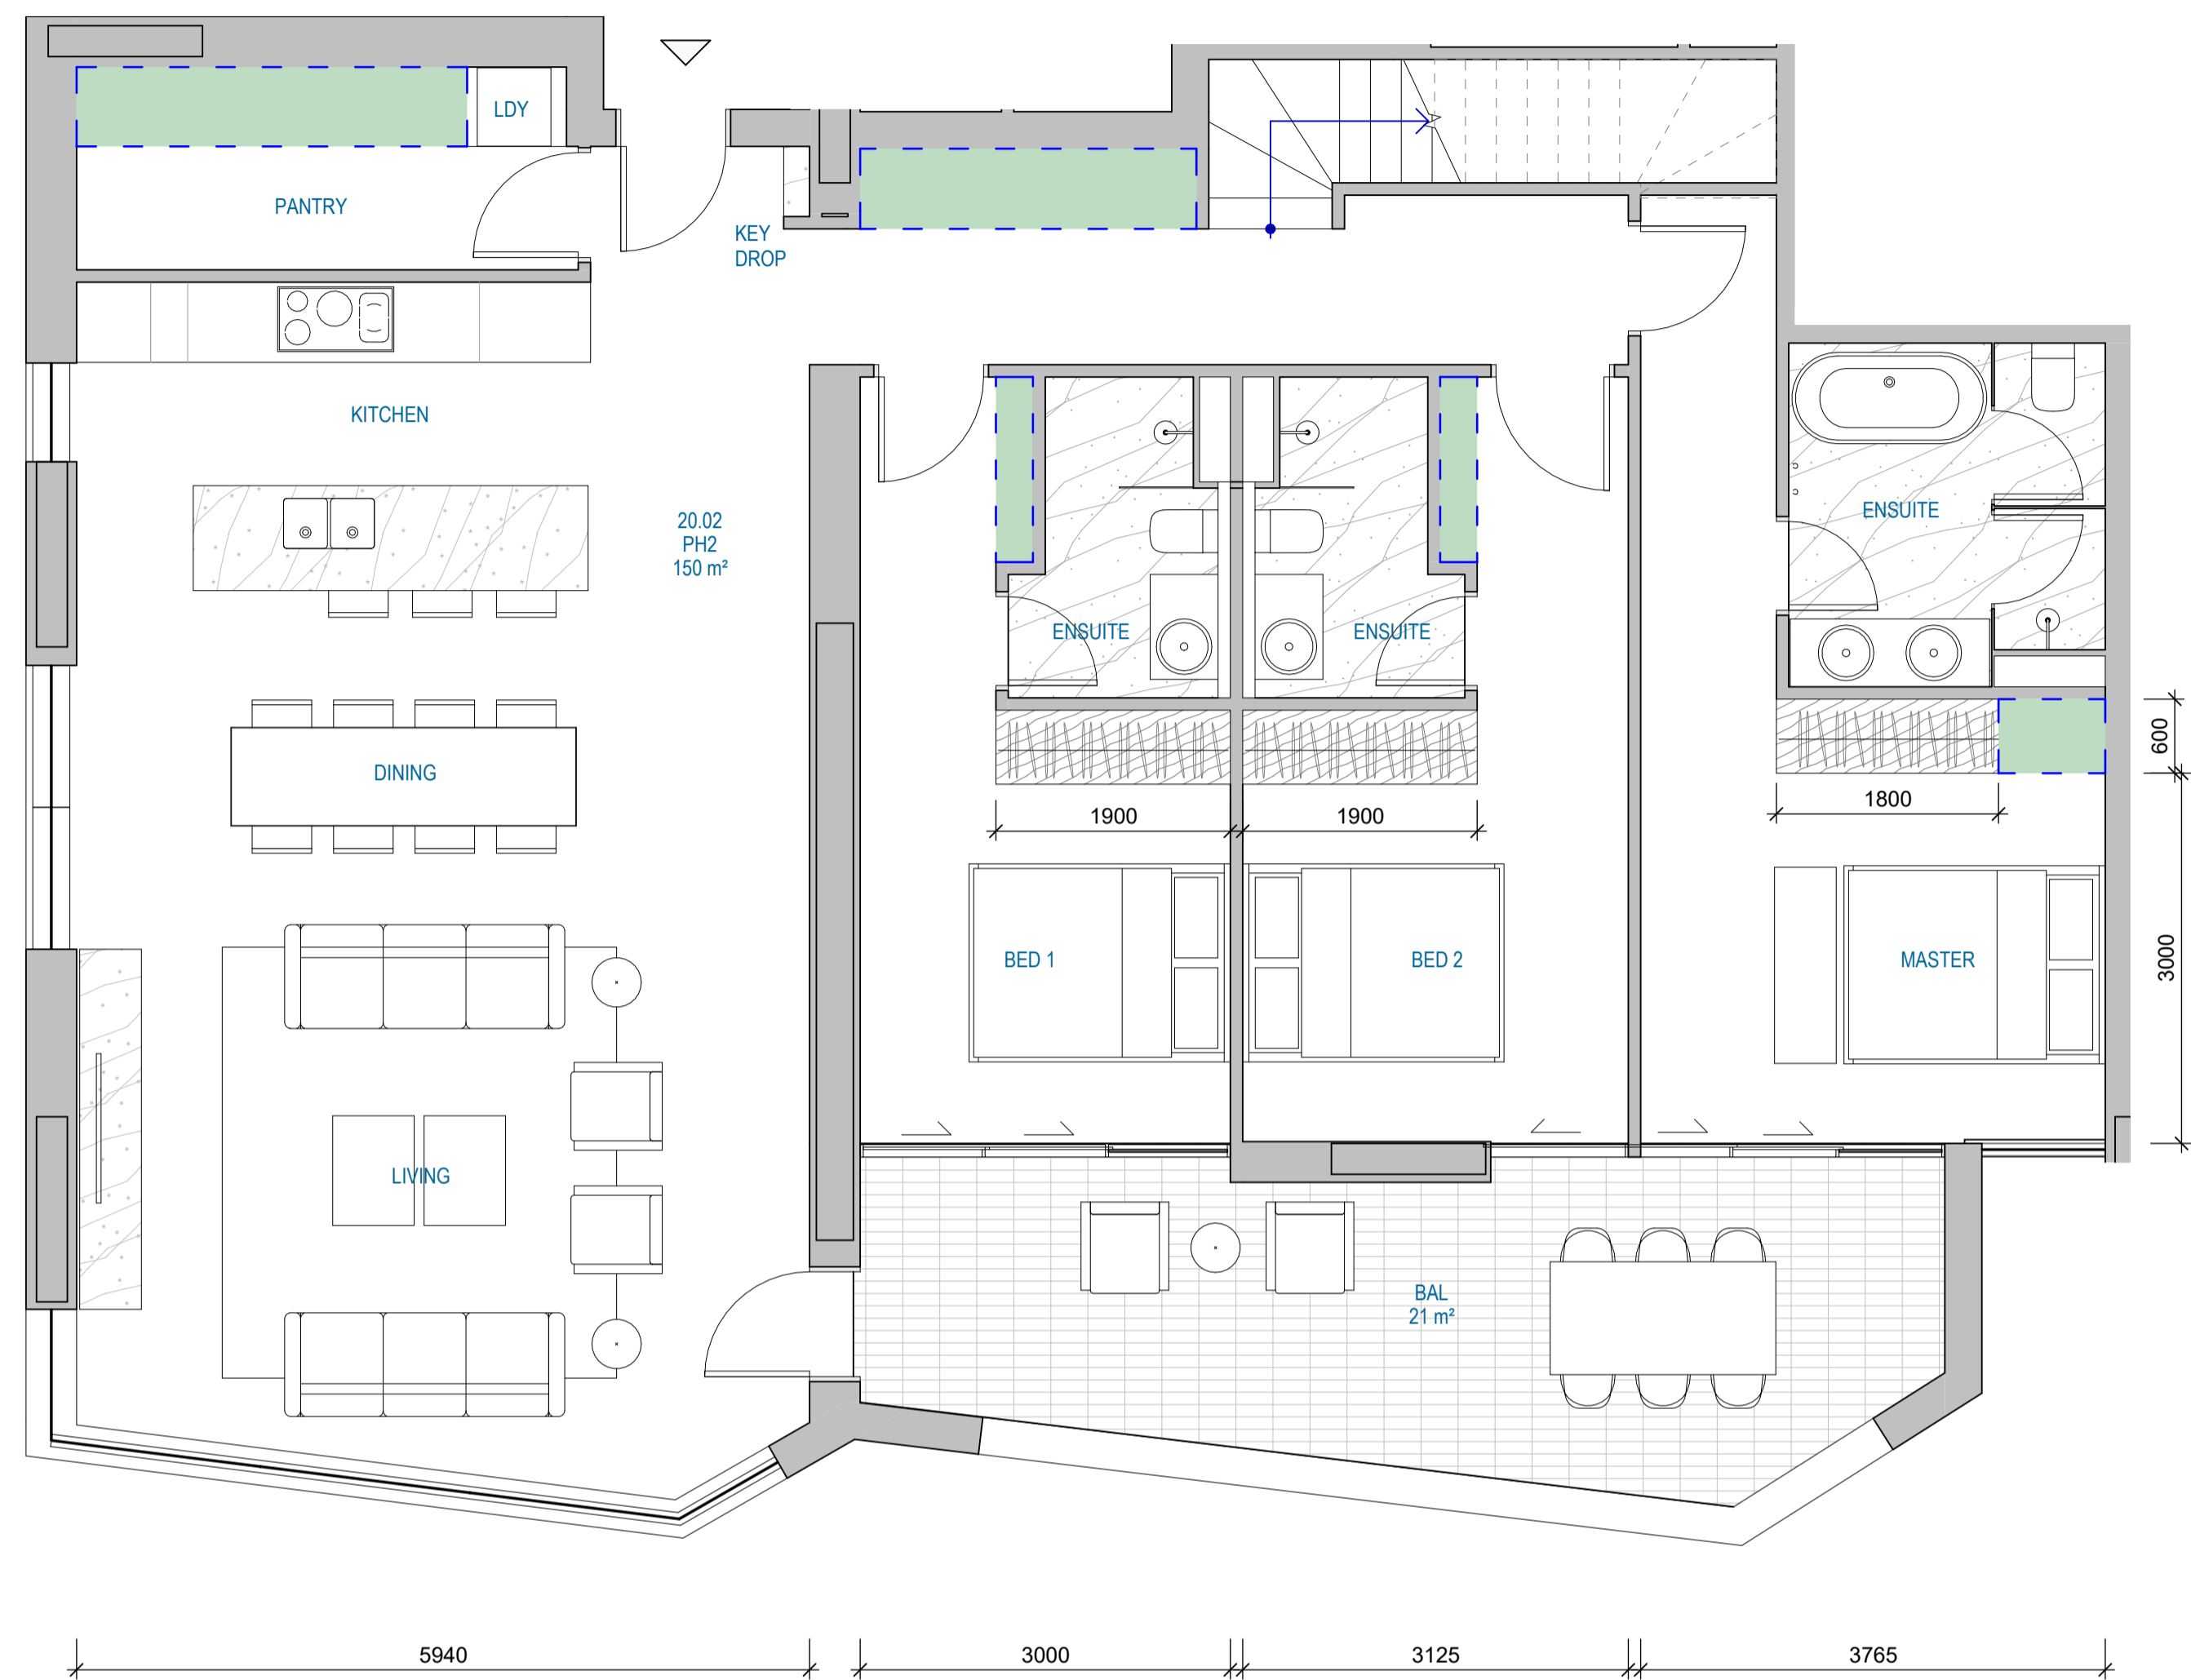 LDY
PANTRY
KEY
DROP
KITCHEN
20.02
PH2
150 m²
ENSUITE
ENSUITE
ENSUITE
600
DINING
1900
1900
1800
BED 1
BED 2
MASTER
3000
LIVING
BAL
21 m²
5940
3000
3125
3765